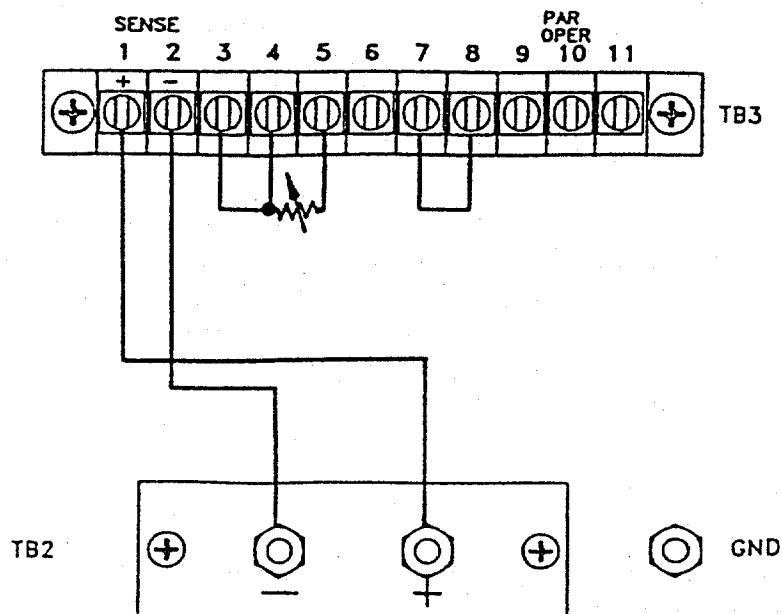 SENSE
PAR
OPER
1 2 3 4 5 6 7 8 9 10 11
+ −
TB3
TB2
GND
− +